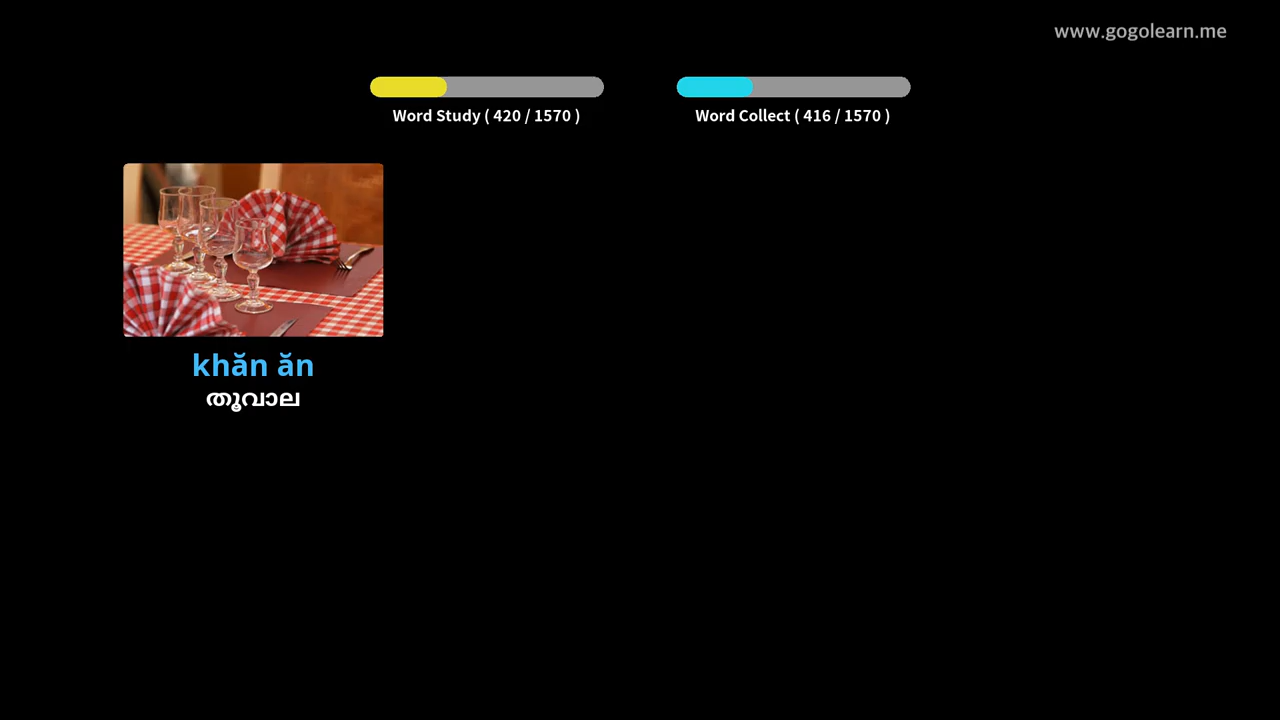 www.gogolearn.me
Word Study ( 420 / 1570 )
Word Collect ( 416 / 1570 )
khăn ăn
തൂവാല